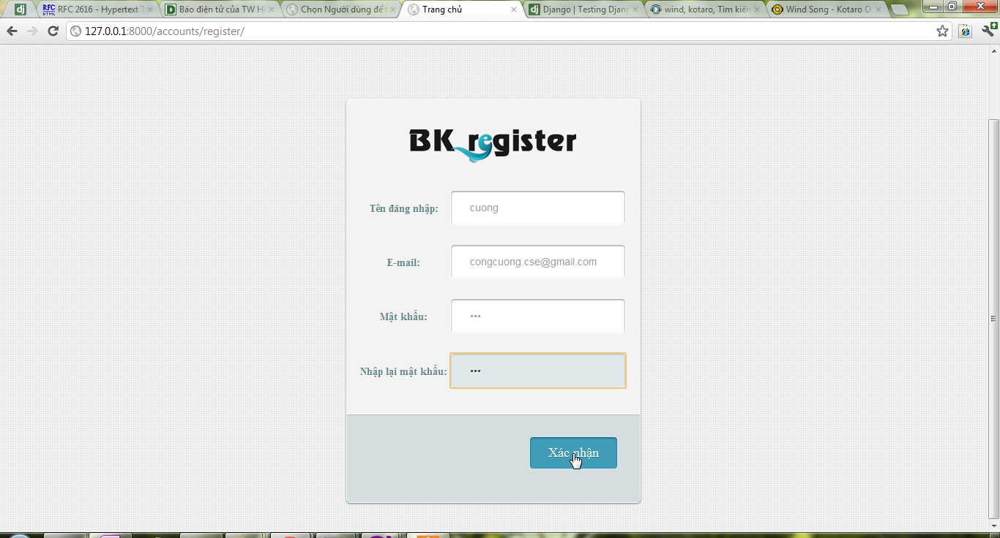 RFC 2616 - Hypertext T
Báo điện tử của TW H
Chọn Người dùng để
Trang chủ
Django | Testing Djang
wind, kotaro, Tìm kiến
Wind Song - Kotaro O
127.0.0.1:8000/accounts/register/
BK register
Tên đăng nhập:
cuong
E-mail:
congcuong.cse@gmail.com
Mật khẩu:
•••
Nhập lại mật khẩu:
•••
Xác nhận